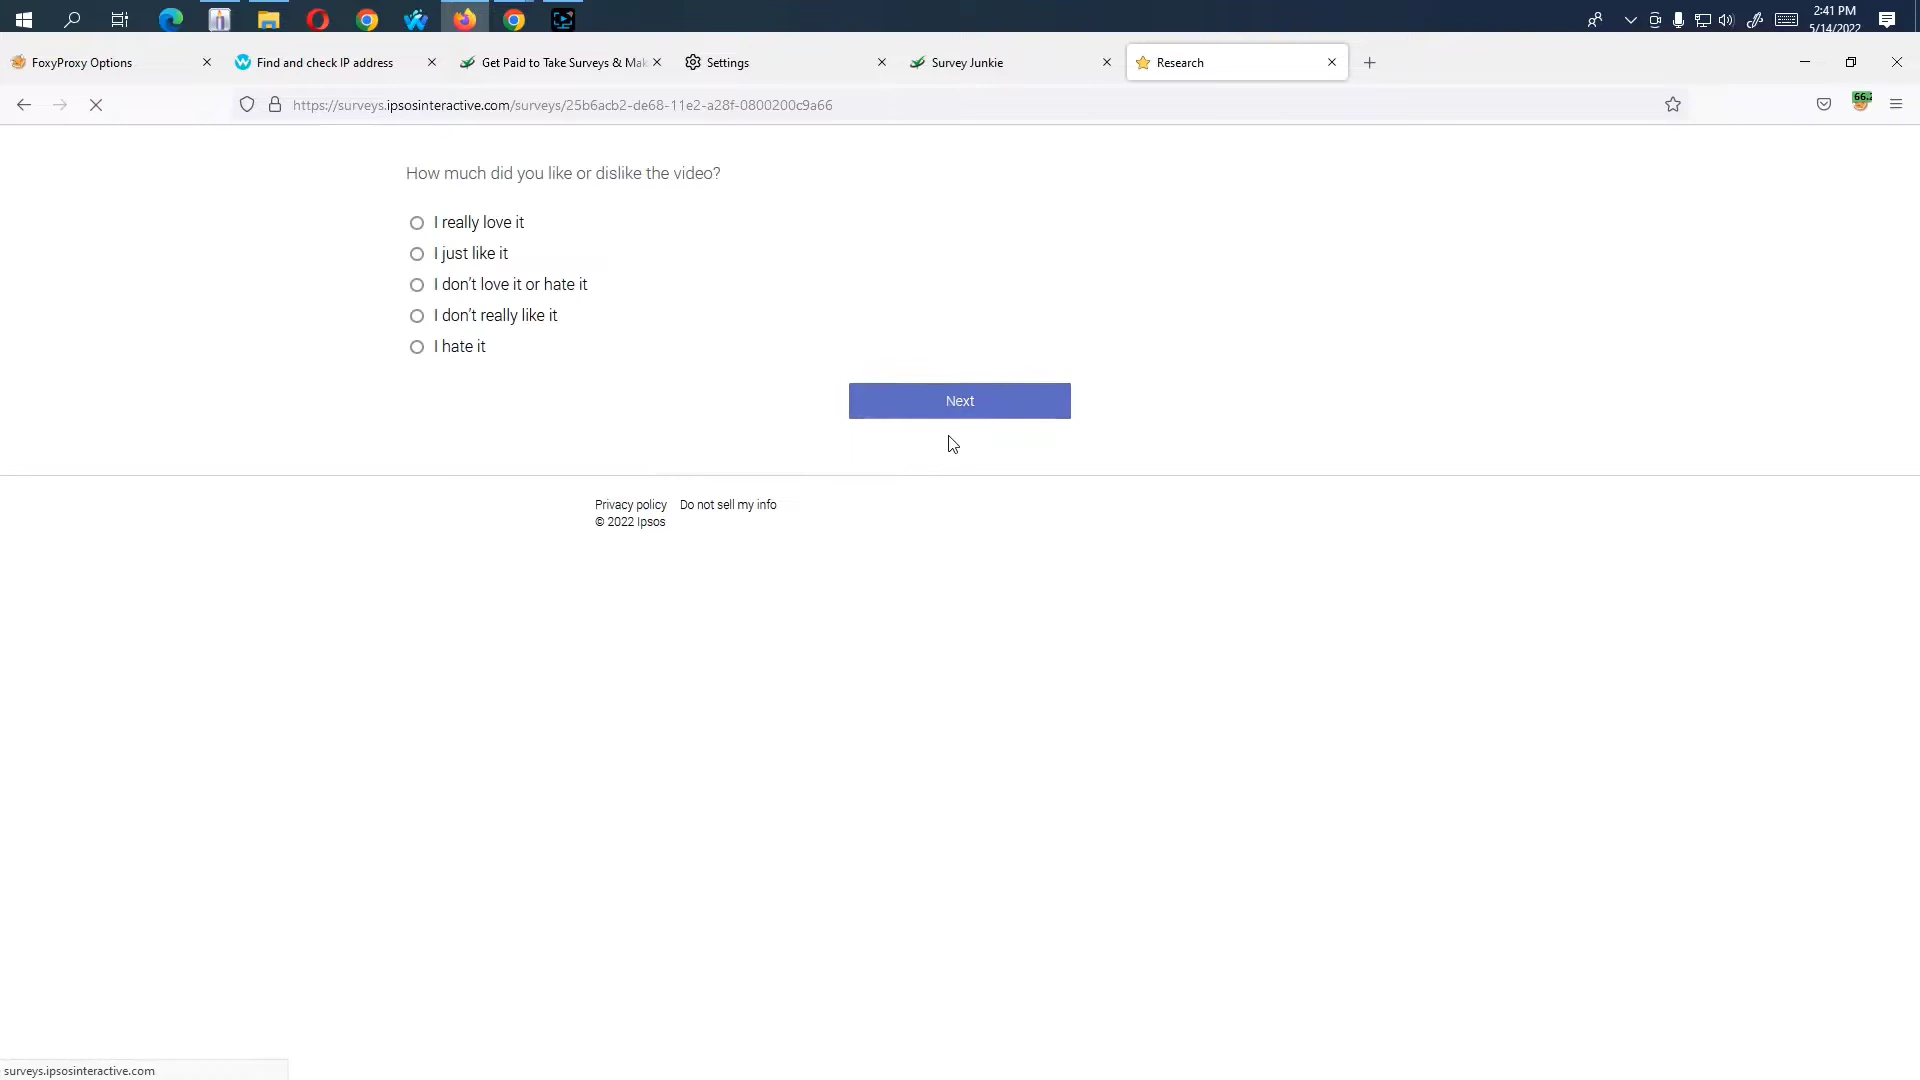 2:41 PM
5/14/2022
FoxyProxy Options
Find and check IP address
Get Paid to Take Surveys & Mak
Settings
Survey Junkie
Research
https://surveys.ipsosinteractive.com/surveys/25b6acb2-de68-11e2-a28f-0800200c9a66
66.2
How much did you like or dislike the video?
I really love it
I just like it
I don't love it or hate it
I don't really like it
I hate it
Next
Privacy policy Do not sell my info
© 2022 Ipsos
surveys.ipsosinteractive.com